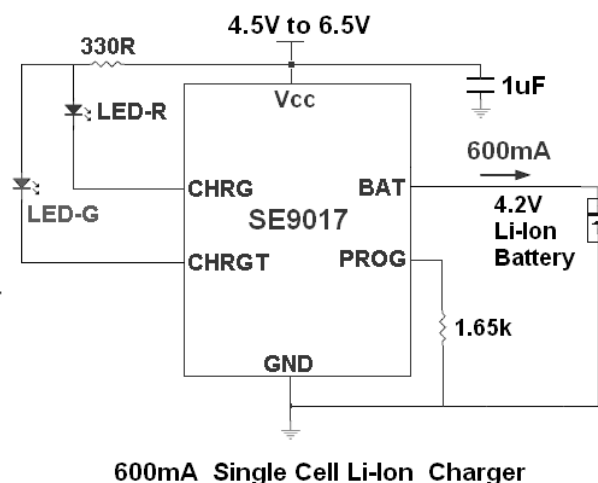 4.5V to 6.5V
330R
Vcc
1uF
LED-R
600mA
CHRG
BAT
LED-G
SE9017
4.2V
Li-Ion
Battery
CHRGT
PROG
1.65k
GND
600mA Single Cell Li-Ion Charger